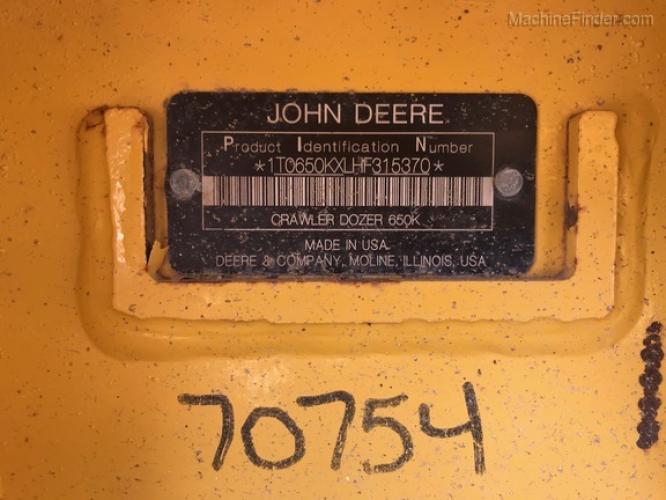 MachineFinder.com
JOHN DEERE
Product Identification Number
*1T0650KXLHF315370*
CRAWLER DOZER 650K
MADE IN USA
DEERE & COMPANY, MOLINE, ILLINOIS, USA
70754